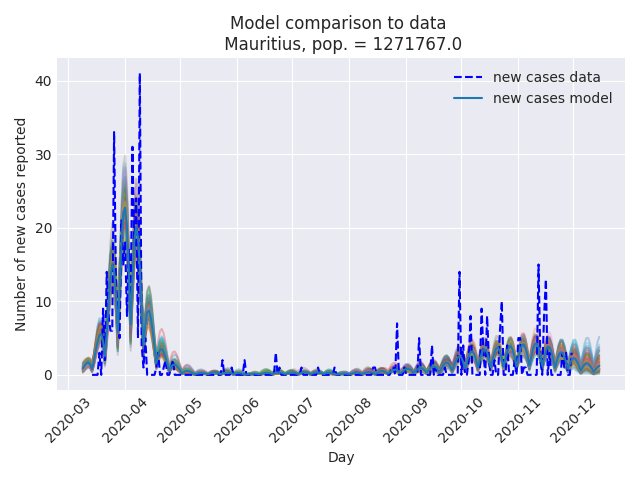 Model comparison to data
Mauritius, pop. = 1271767.0
new cases data
new cases model
Number of new cases reported
40
30
20
10
0
2020-03
2020-04
2020-05
2020-06
2020-07
2020-08
2020-09
2020-10
2020-11
2020-12
Day